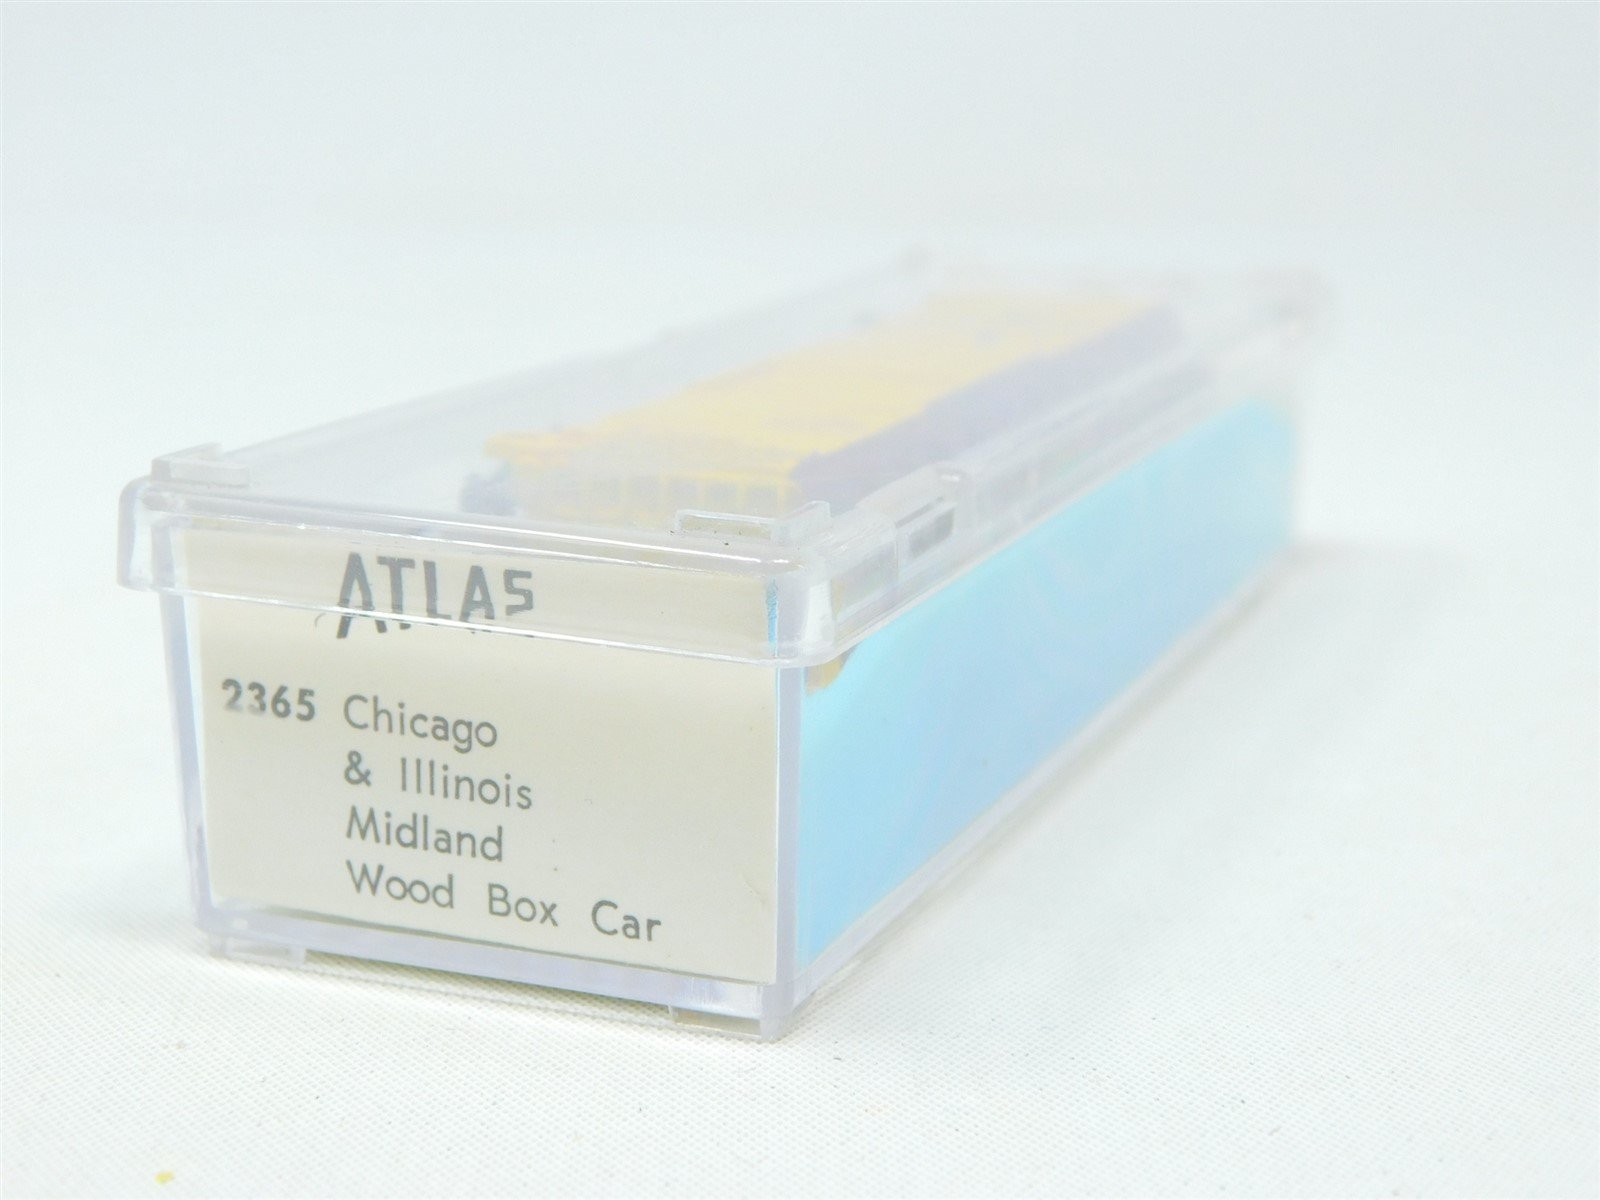 ATLAS
2365 Chicago
& Illinois
Midland
Wood Box Car